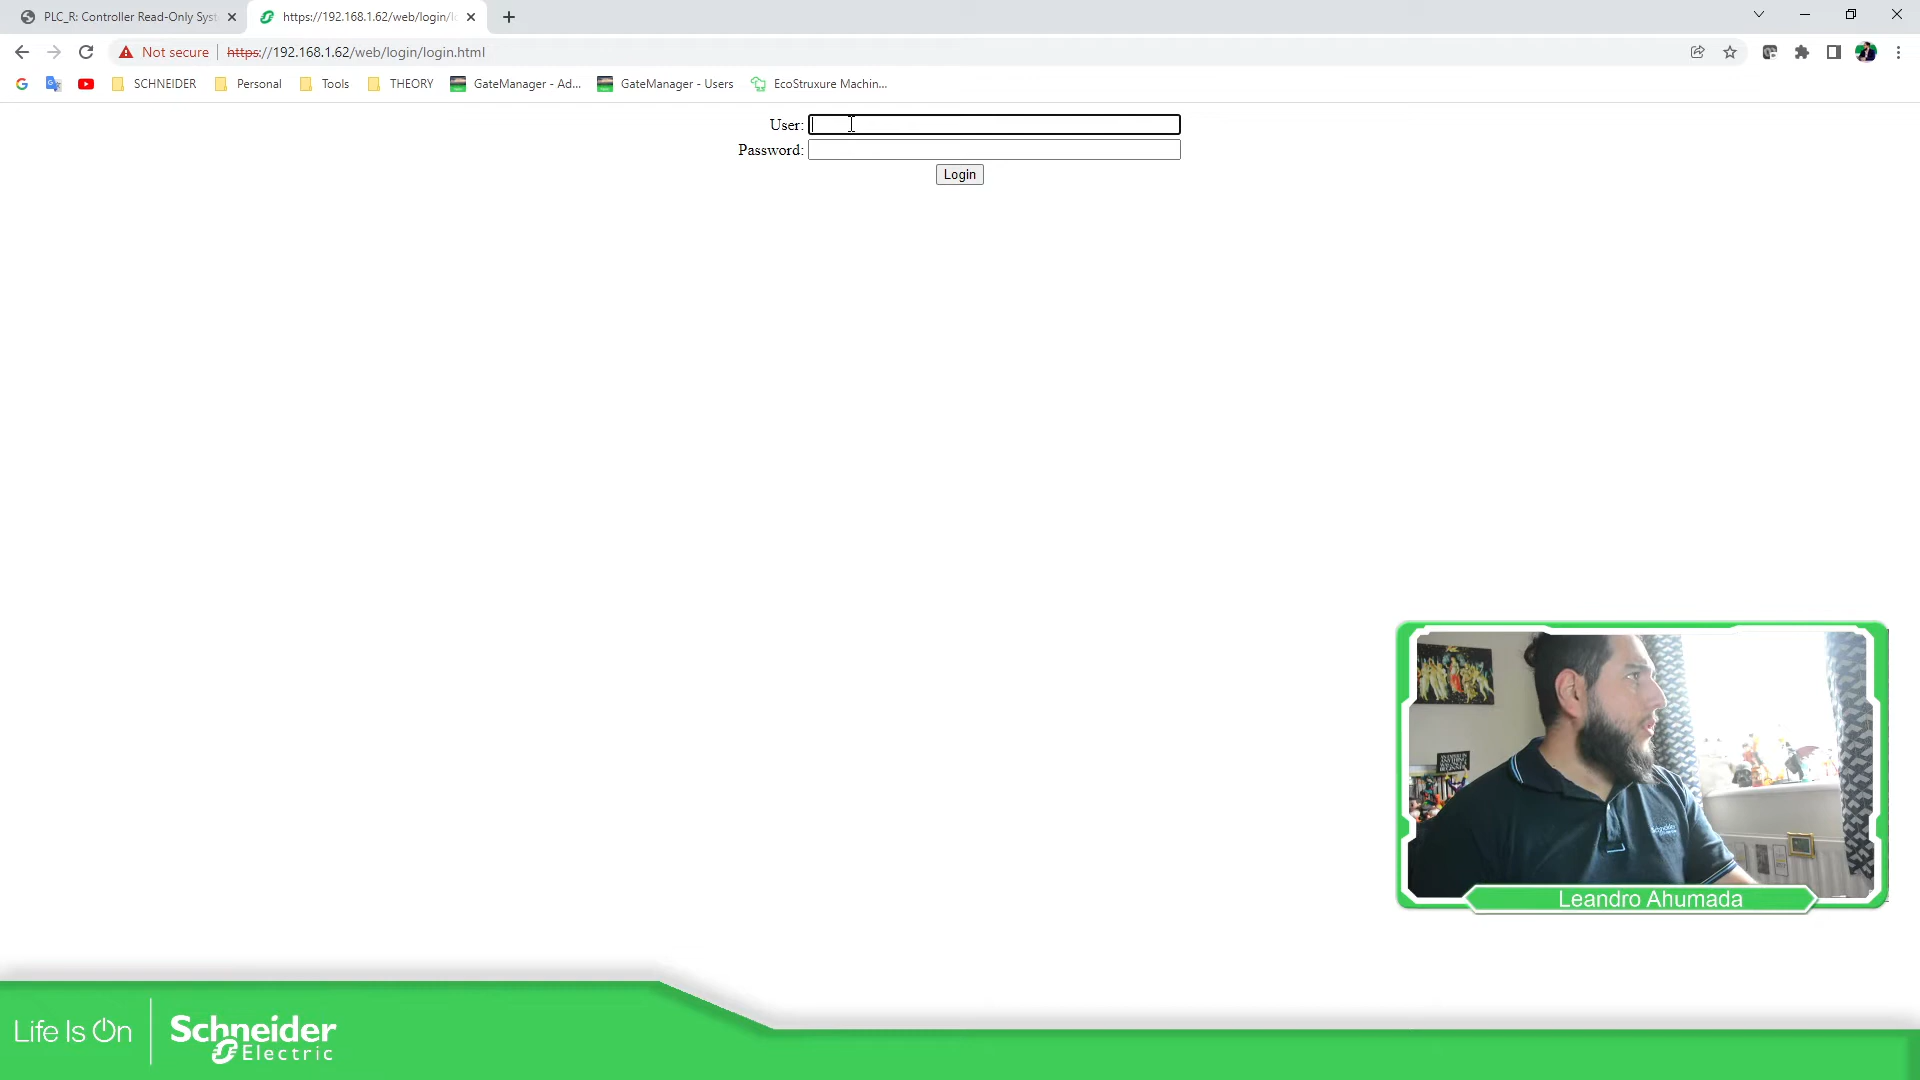 PLC_R: Controller Read-Only Syst
https://192.168.1.62/web/login/l
Not secure
https://192.168.1.62/web/login/login.html
SCHNEIDER
Personal
Tools
THEORY
GateManager - Ad...
GateManager - Users
EcoStruxure Machin...
User:
Password:
Login
Leandro Ahumada
Life Is On
Schneider
Electric